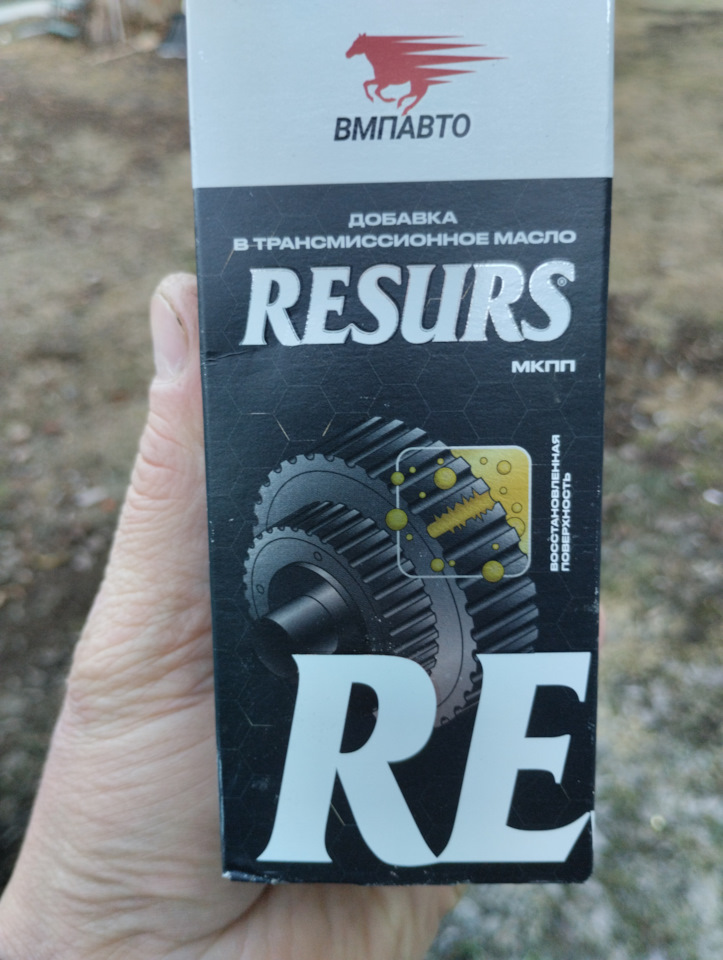 ВМПАВТО
ДОБАВКА
В ТРАНСМИССИОННОЕ МАСЛО
RESURS®
МКПП
ВОССТАНОВЛЕННАЯ
ПОВЕРХНОСТЬ
RE